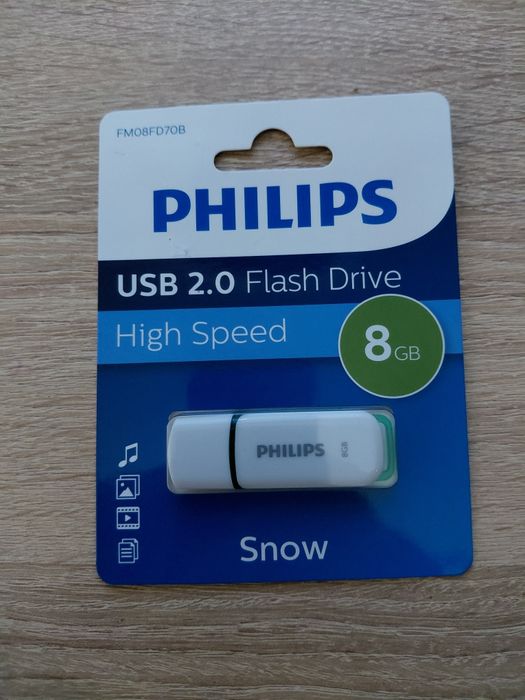 FM08FD70B
PHILIPS
USB 2.0 Flash Drive
High Speed
8GB
PHILIPS 8GB
Snow